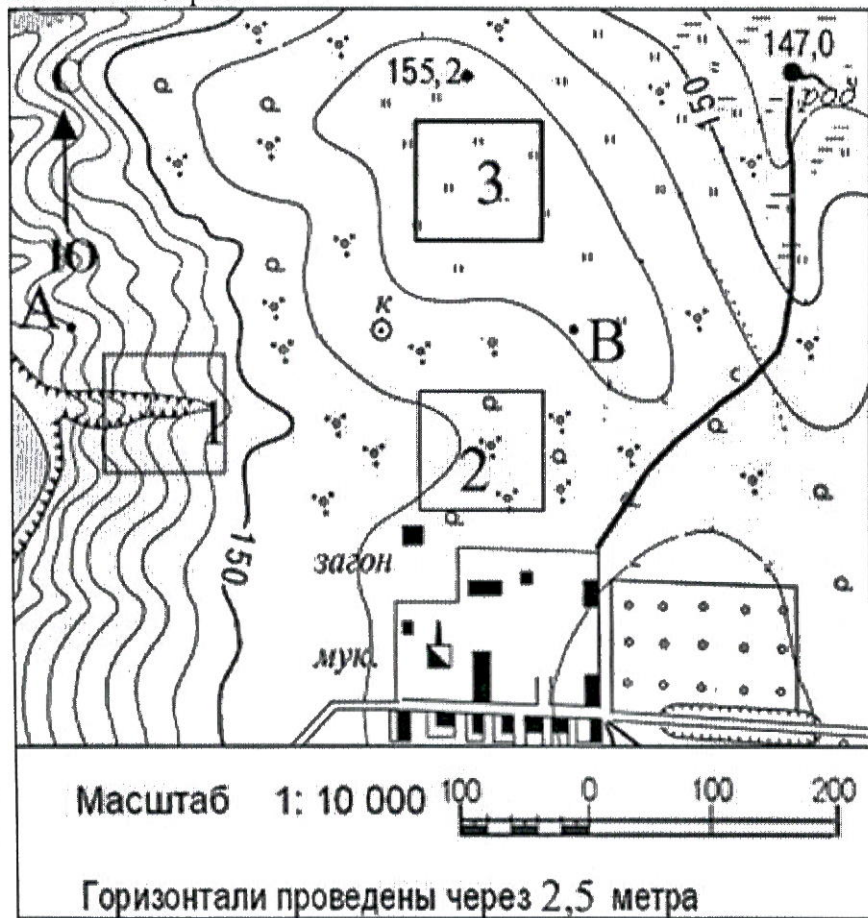 155,2
147,0
род
150
С
3
Ю
А
к
В
1
2
150
загон
мук.
Масштаб 1: 10 000
100 0 100 200
Горизонтали проведены через 2,5 метра